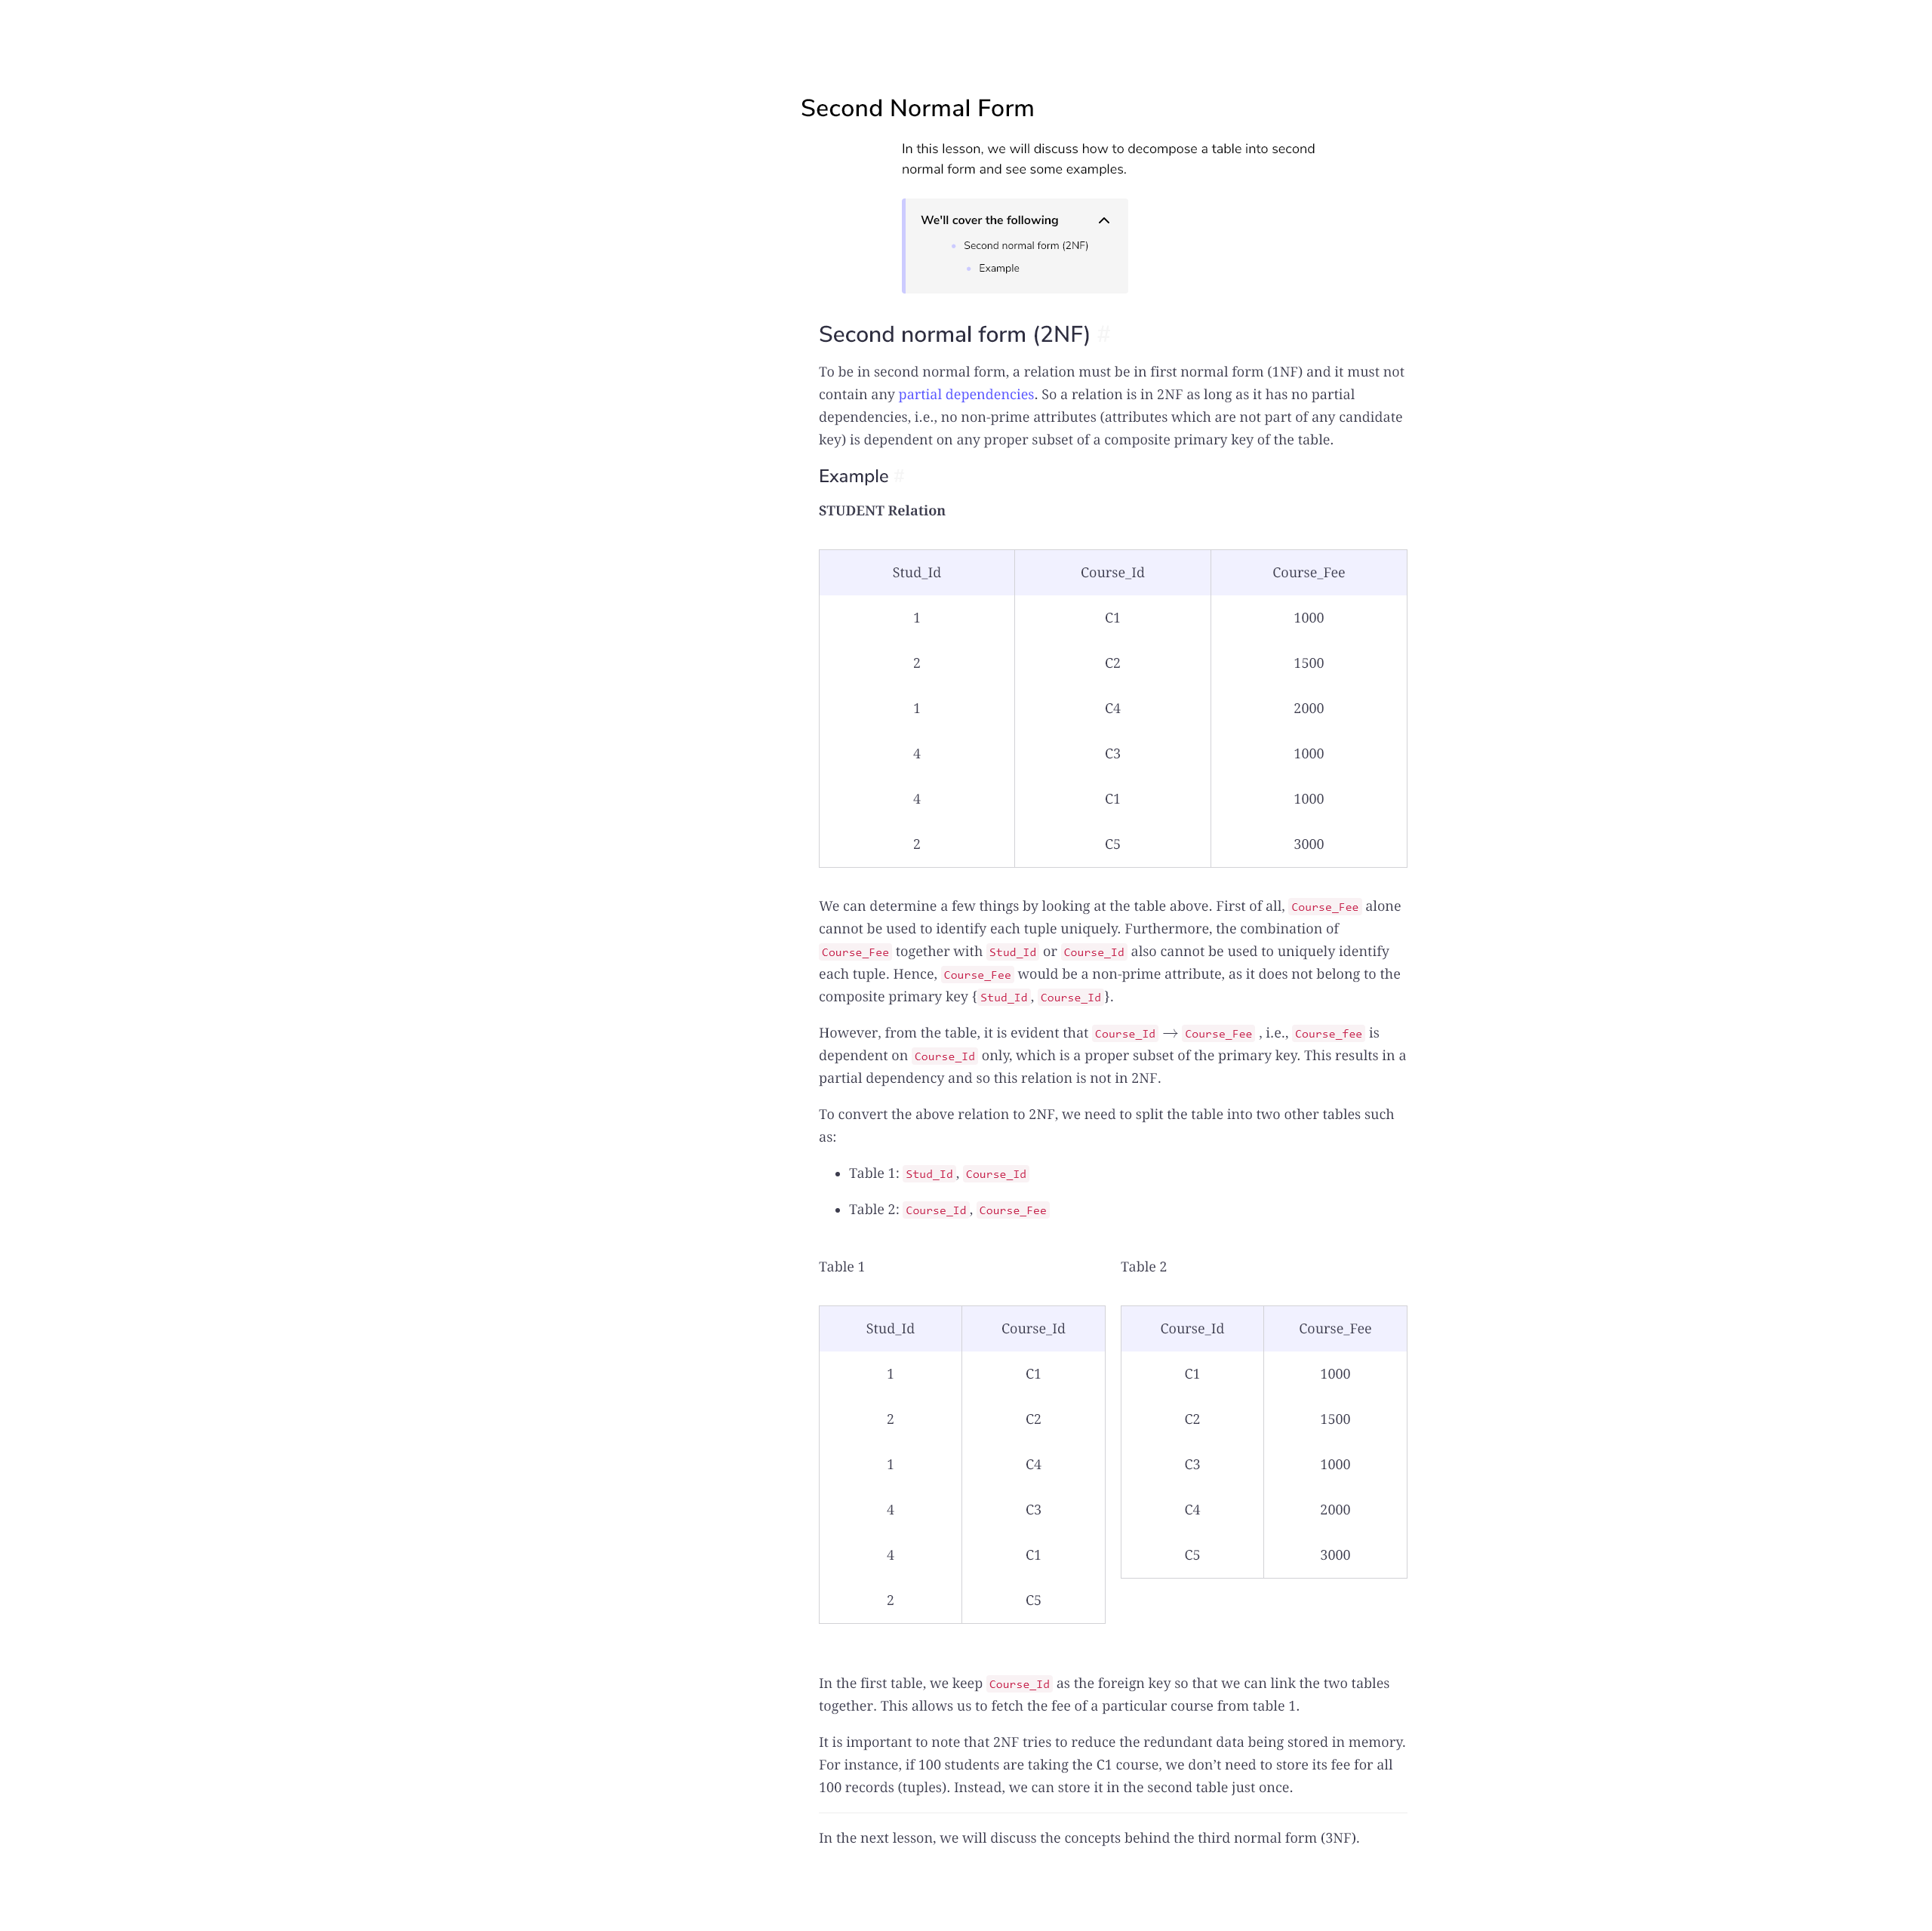 Second Normal Form
In this lesson, we will discuss how to decompose a table into second
normal form and see some examples.
We'll cover the following
Second normal form (2NF)
Example
Second normal form (2NF) #
To be in second normal form, a relation must be in first normal form (1NF) and it must not
contain any partial dependencies. So a relation is in 2NF as long as it has no partial
dependencies, i.e., no non-prime attributes (attributes which are not part of any candidate
key) is dependent on any proper subset of a composite primary key of the table.
Example #
STUDENT Relation
Stud_Id Course_Id Course_Fee
1 C1 1000
2 C2 1500
1 C4 2000
4 C3 1000
4 C1 1000
2 C5 3000
We can determine a few things by looking at the table above. First of all, Course_Fee alone
cannot be used to identify each tuple uniquely. Furthermore, the combination of
Course_Fee together with Stud_Id or Course_Id also cannot be used to uniquely identify
each tuple. Hence, Course_Fee would be a non-prime attribute, as it does not belong to the
composite primary key { Stud_Id , Course_Id }.
However, from the table, it is evident that Course_Id → Course_Fee , i.e., Course_fee is
dependent on Course_Id only, which is a proper subset of the primary key. This results in a
partial dependency and so this relation is not in 2NF.
To convert the above relation to 2NF, we need to split the table into two other tables such
as:
• Table 1: Stud_Id , Course_Id
• Table 2: Course_Id , Course_Fee
Table 1
Stud_Id Course_Id
1 C1
2 C2
1 C4
4 C3
4 C1
2 C5
Table 2
Course_Id Course_Fee
C1 1000
C2 1500
C3 1000
C4 2000
C5 3000
In the first table, we keep Course_Id as the foreign key so that we can link the two tables
together. This allows us to fetch the fee of a particular course from table 1.
It is important to note that 2NF tries to reduce the redundant data being stored in memory.
For instance, if 100 students are taking the C1 course, we don’t need to store its fee for all
100 records (tuples). Instead, we can store it in the second table just once.
In the next lesson, we will discuss the concepts behind the third normal form (3NF).